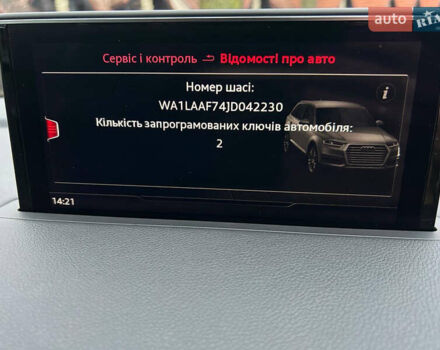 auto RIA
Сервіс і контроль Відомості про авто
Номер шасі:
WA1LAAF74JD042230
Кількість запрограмованих ключів автомобіля:
2
14:21